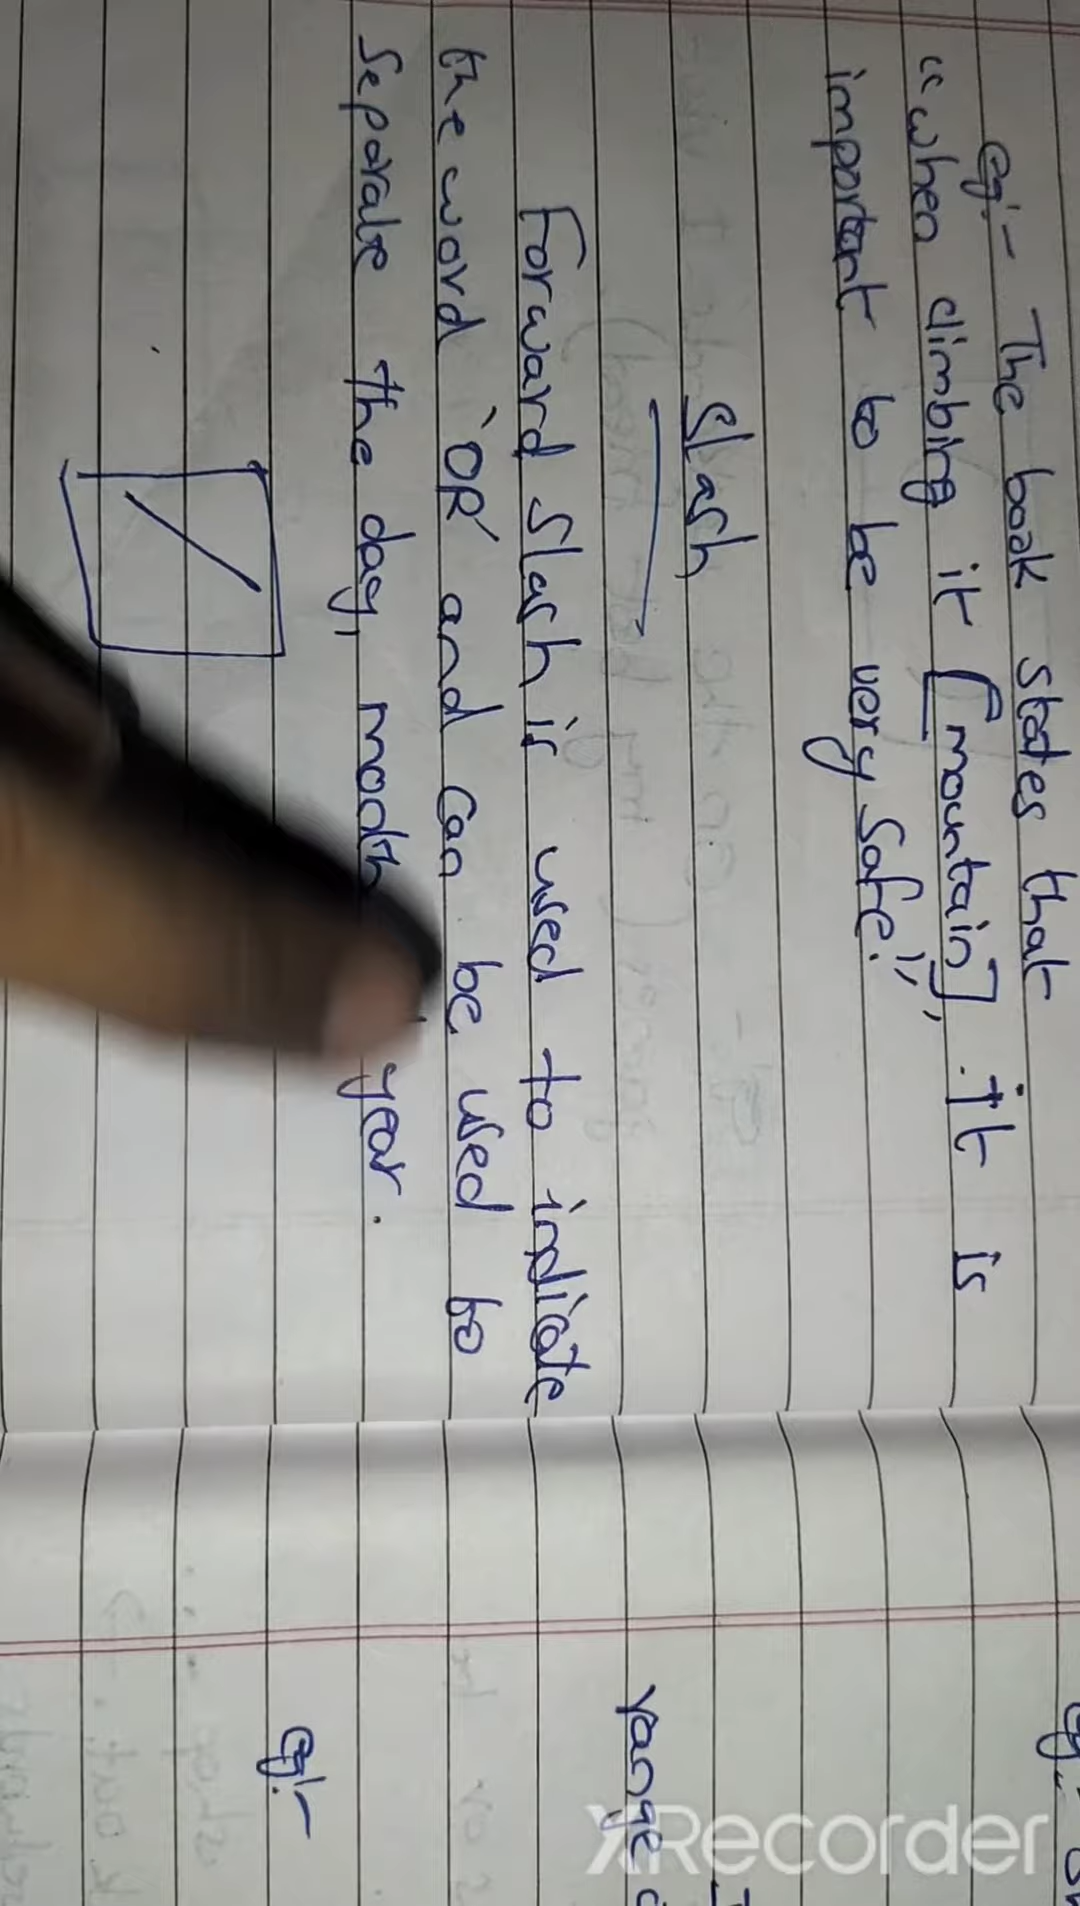 eg:- The book states that
"when climbing it [mountain] it is
important to be very safe."
Slash
Forward slash is used to indicate
the word 'OR' and can be used to
separate the day, month year.
/
eg:-
range
XRecorder